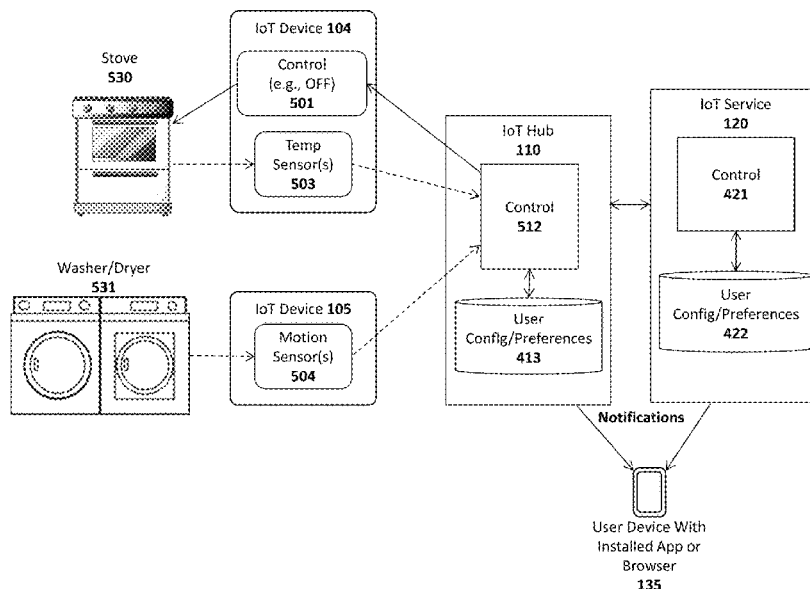 IoT Device 104
Control
(e.g., OFF)
501
Temp
Sensor(s)
503
Stove
530
Washer/Dryer
531
IoT Device 105
Motion
Sensor(s)
504
IoT Hub
110
Control
512
User
Config/Preferences
413
IoT Service
120
Control
421
User
Config/Preferences
422
Notifications
User Device With
Installed App or
Browser
135